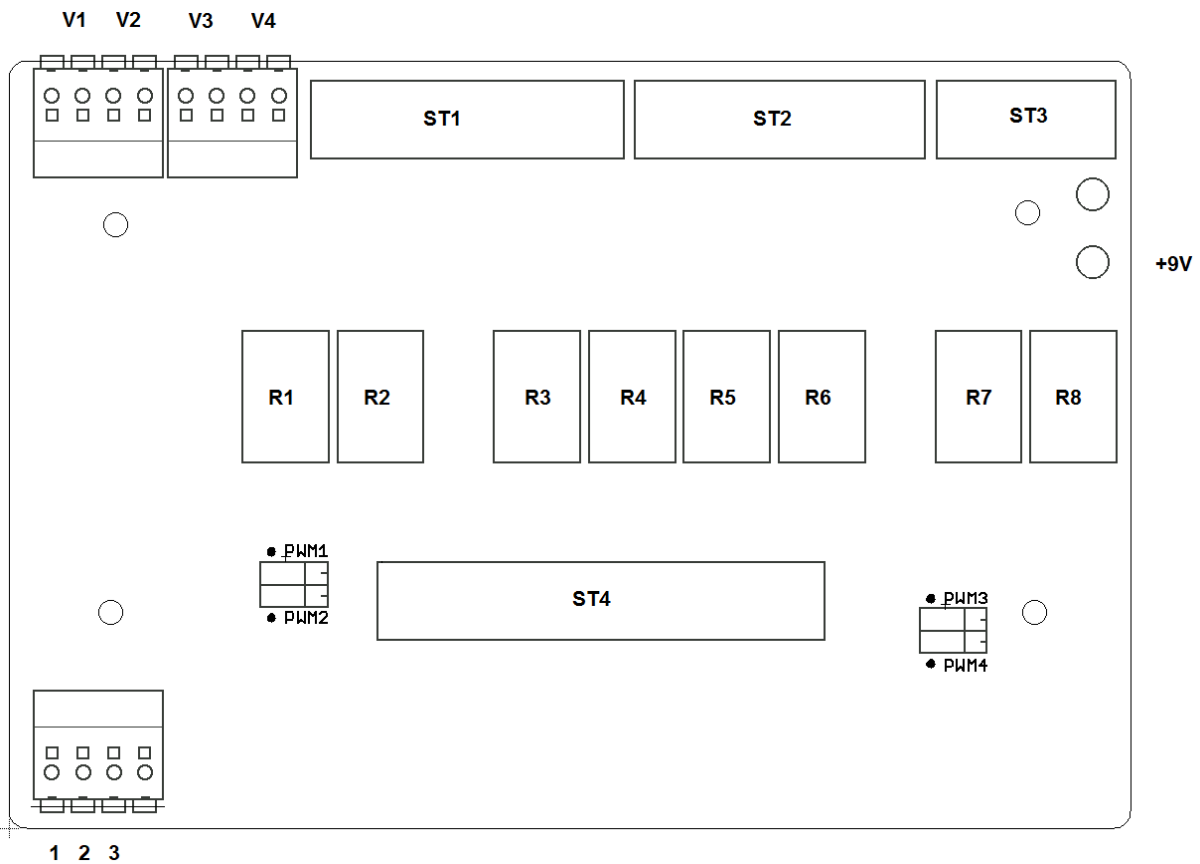 V1 V2 V3 V4
ST1 ST2 ST3
+9V
R1 R2 R3 R4 R5 R6 R7 R8
PWM1
PWM2
ST4
PWM3
PWM4
1 2 3